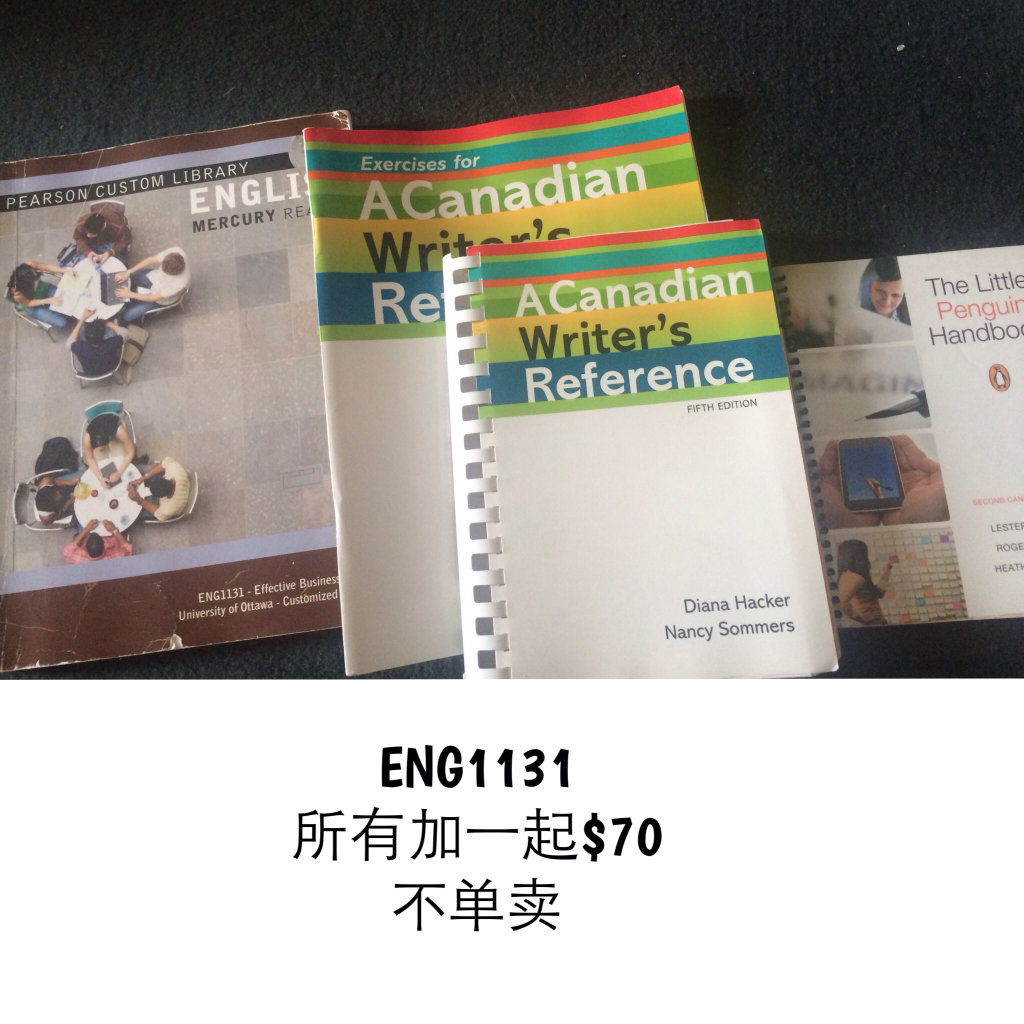 PEARSON CUSTOM LIBRARY
ENGLIS
MERCURY REA
ENG1131 - Effective Business
University of Ottawa - Customized
Exercises for
A Canadian
Writer's
Ref
A Canadian
Writer's
Reference
FIFTH EDITION
Diana Hacker
Nancy Sommers
The Little
Penguin
Handboo
SECOND CAN
LESTER
ROGE
HEATH
ENG1131
所有加一起$70
不单卖